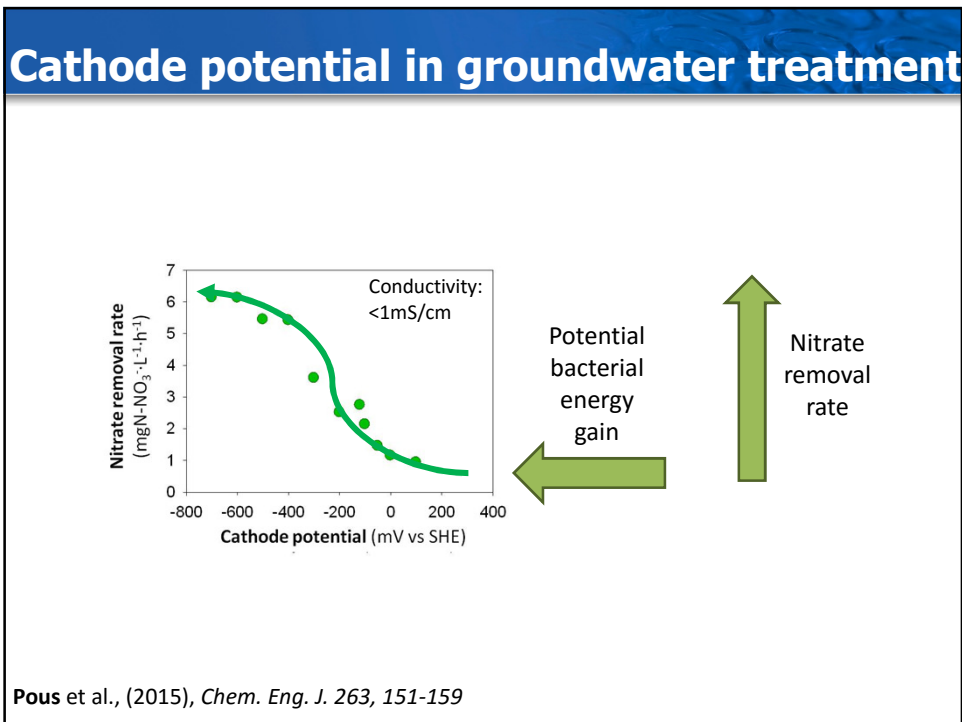 Cathode potential in groundwater treatment
7
6
5
4
3
2
1
0
Nitrate removal rate
(mgN-NO₃⁻·L⁻¹·h⁻¹)
Conductivity:
<1mS/cm
-800 -600 -400 -200 0 200 400
Cathode potential (mV vs SHE)
Potential
bacterial
energy
gain
Nitrate
removal
rate
Pous et al., (2015), Chem. Eng. J. 263, 151-159